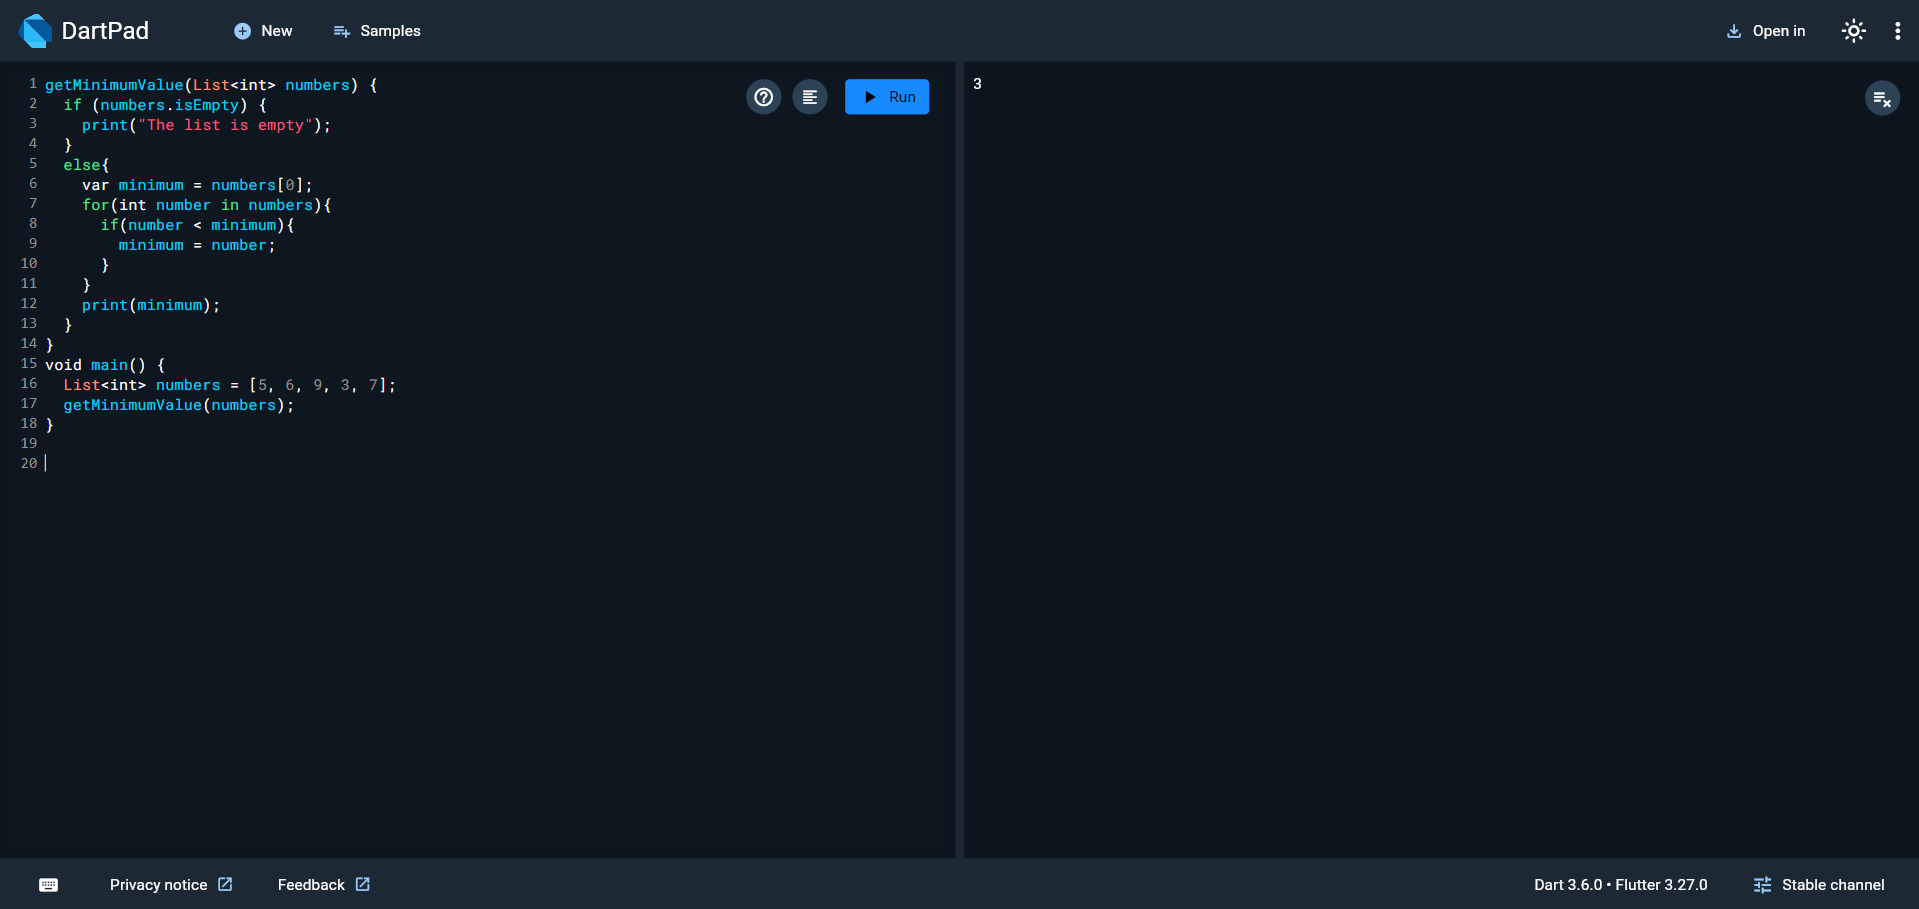 DartPad
New
Samples
Open in
1 getMinimumValue(List<int> numbers) {
2   if (numbers.isEmpty) {
3     print("The list is empty");
4   }
5   else{
6     var minimum = numbers[0];
7     for(int number in numbers){
8       if(number < minimum){
9         minimum = number;
10       }
11     }
12     print(minimum);
13   }
14 }
15 void main() {
16   List<int> numbers = [5, 6, 9, 3, 7];
17   getMinimumValue(numbers);
18 }
19
20
Run
3
Privacy notice
Feedback
Dart 3.6.0 • Flutter 3.27.0
Stable channel